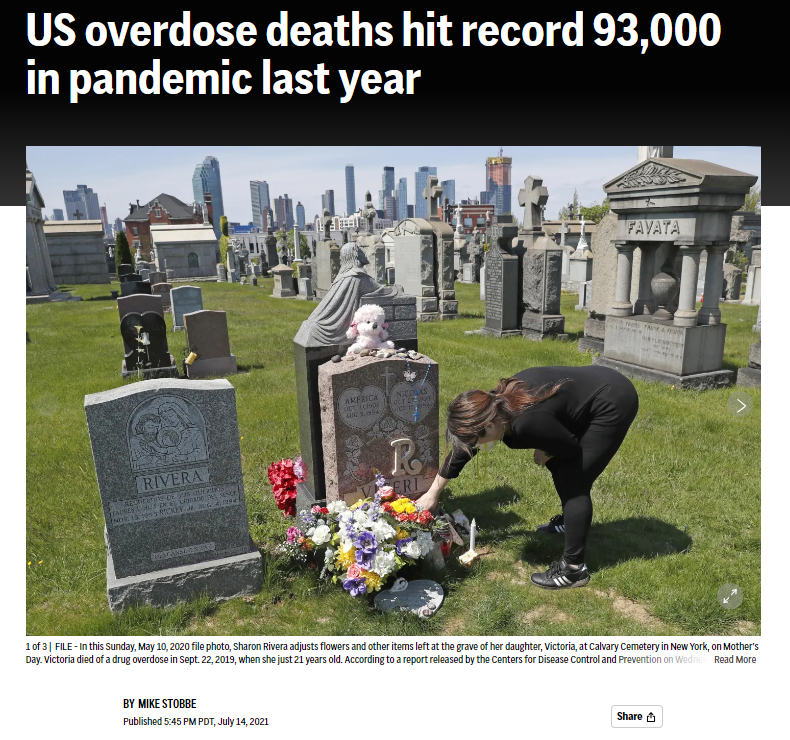 US overdose deaths hit record 93,000
in pandemic last year
FAVATA
AMERICA
RIVERA
R
1 of 3 | FILE - In this Sunday, May 10, 2020 file photo, Sharon Rivera adjusts flowers and other items left at the grave of her daughter, Victoria, at Calvary Cemetery in New York, on Mother's
Day. Victoria died of a drug overdose in Sept. 22, 2019, when she just 21 years old. According to a report released by the Centers for Disease Control and Prevention on Wedne Read More
BY MIKE STOBBE
Published 5:45 PM PDT, July 14, 2021
Share